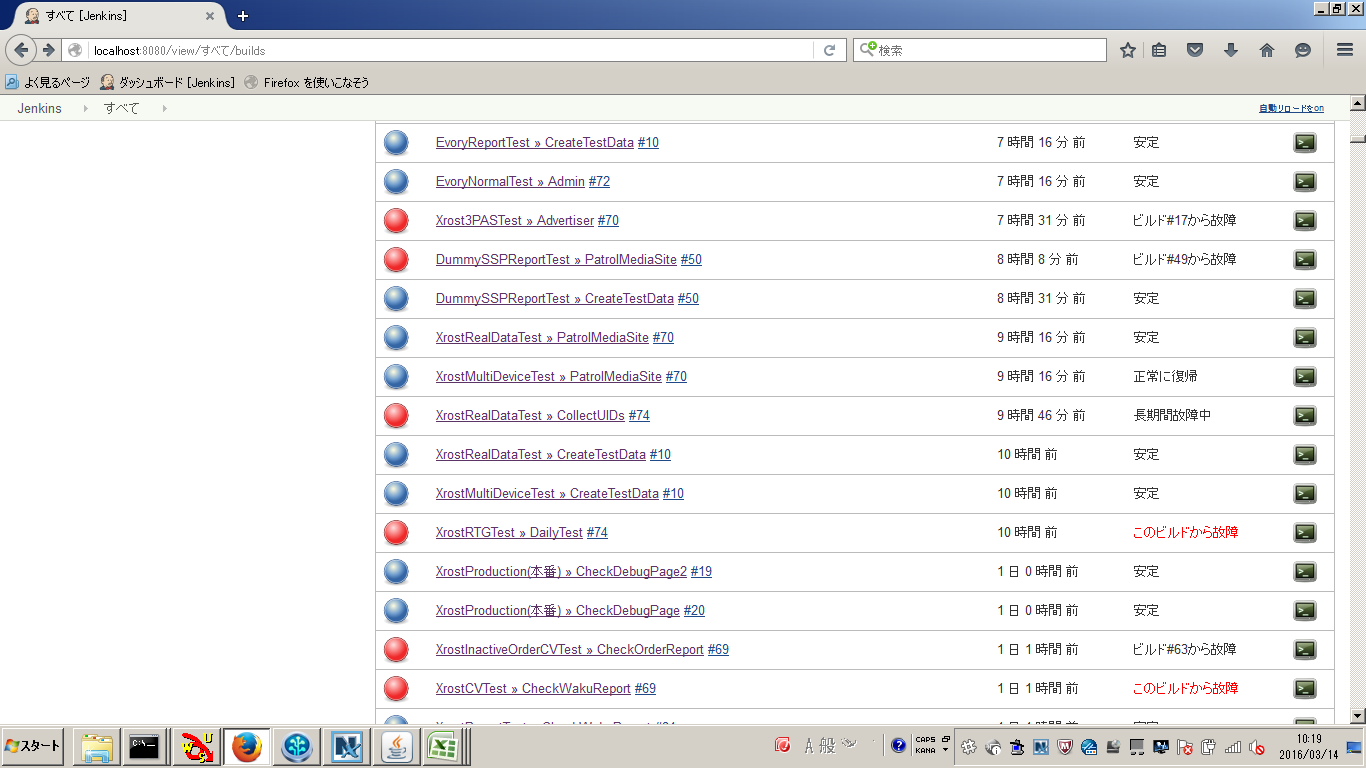 すべて [Jenkins]
localhost:8080/view/すべて/builds
検索
よく見るページ ダッシュボード [Jenkins] Firefox を使いこなそう
Jenkins すべて 自動リロードをon
EvoryReportTest » CreateTestData #10 7 時間 16 分 前 安定
EvoryNormalTest » Admin #72 7 時間 16 分 前 安定
Xrost3PASTest » Advertiser #70 7 時間 31 分 前 ビルド#17から故障
DummySSPReportTest » PatrolMediaSite #50 8 時間 8 分 前 ビルド#49から故障
DummySSPReportTest » CreateTestData #50 8 時間 31 分 前 安定
XrostRealDataTest » PatrolMediaSite #70 9 時間 16 分 前 安定
XrostMultiDeviceTest » PatrolMediaSite #70 9 時間 16 分 前 正常に復帰
XrostRealDataTest » CollectUIDs #74 9 時間 46 分 前 長期間故障中
XrostRealDataTest » CreateTestData #10 10 時間 前 安定
XrostMultiDeviceTest » CreateTestData #10 10 時間 前 安定
XrostRTGTest » DailyTest #74 10 時間 前 このビルドから故障
XrostProduction(本番) » CheckDebugPage2 #19 1 日 0 時間 前 安定
XrostProduction(本番) » CheckDebugPage #20 1 日 0 時間 前 安定
XrostInactiveOrderCVTest » CheckOrderReport #69 1 日 1 時間 前 ビルド#63から故障
XrostCVTest » CheckWakuReport #69 1 日 1 時間 前 このビルドから故障
スタート
A 般
CAPS
KANA
10:19
2016/03/14